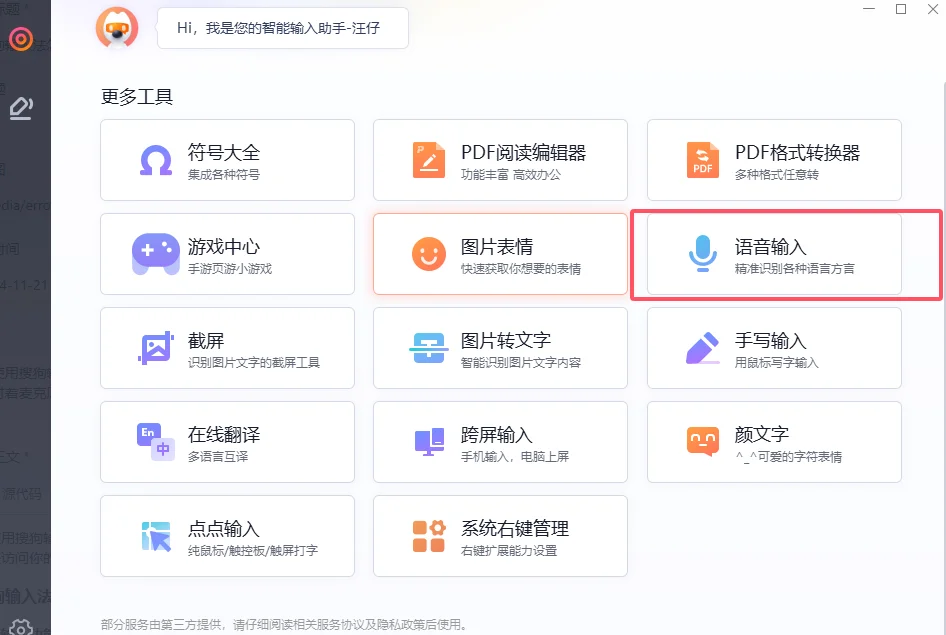 Hi，我是您的智能输入助手-汪仔
更多工具
符号大全
集成各种符号
PDF阅读编辑器
功能丰富 高效办公
PDF
PDF格式转换器
多种格式任意转
游戏中心
手游页游小游戏
图片表情
快速获取你想要的表情
语音输入
精准识别各种语言方言
截屏
识别图片文字的截屏工具
图片转文字
智能识别图片文字内容
手写输入
用鼠标写字输入
En
中
在线翻译
多语言互译
跨屏输入
手机输入，电脑上屏
颜文字
^_^可爱的字符表情
点点输入
纯鼠标/触控板/触屏打字
系统右键管理
右键扩展能力设置
部分服务由第三方提供，请仔细阅读相关服务协议及隐私政策后使用。